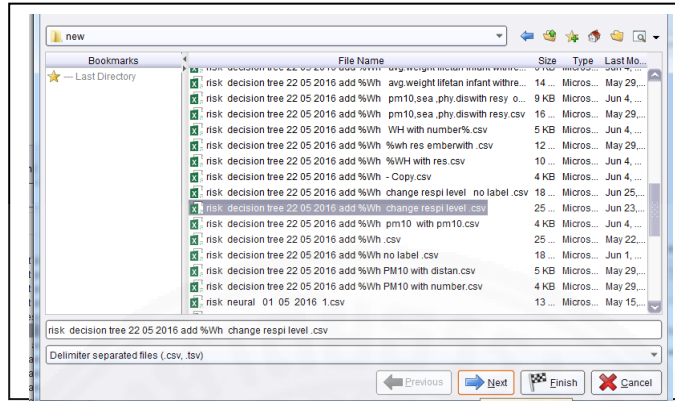 new
Bookmarks File Name Size Type Last Mo...
— Last Directory
risk decision tree 22 05 2016 add %Wh avg.weight lifetan infant withre... 14 ... Micros... May 29,...
risk decision tree 22 05 2016 add %Wh pm10,sea ,phy.diswith resy o... 9 KB Micros... Jun 4, ...
risk decision tree 22 05 2016 add %Wh pm10,sea ,phy.diswith resy.csv 16 ... Micros... May 29,...
risk decision tree 22 05 2016 add %Wh WH with number%.csv 5 KB Micros... Jun 4, ...
risk decision tree 22 05 2016 add %Wh %wh res emberwith .csv 12 ... Micros... May 29,...
risk decision tree 22 05 2016 add %Wh %WH with res.csv 10 ... Micros... Jun 4, ...
risk decision tree 22 05 2016 add %Wh - Copy.csv 4 KB Micros... Jun 4, ...
risk decision tree 22 05 2016 add %Wh change respi level no label .csv 18 ... Micros... Jun 25,...
risk decision tree 22 05 2016 add %Wh change respi level .csv 25 ... Micros... Jun 23,...
risk decision tree 22 05 2016 add %Wh pm10 with pm10.csv 4 KB Micros... Jun 4, ...
risk decision tree 22 05 2016 add %Wh .csv 25 ... Micros... May 22,...
risk decision tree 22 05 2016 add %Wh no label .csv 18 ... Micros... Jun 1, ...
risk decision tree 22 05 2016 add %Wh PM10 with distan.csv 5 KB Micros... May 29,...
risk decision tree 22 05 2016 add %Wh PM10 with number.csv 4 KB Micros... May 29,...
risk neural 01 05 2016 1.csv 13 ... Micros... May 15,...
risk decision tree 22 05 2016 add %Wh change respi level .csv
Delimiter separated files (.csv, .tsv)
Previous Next Finish Cancel